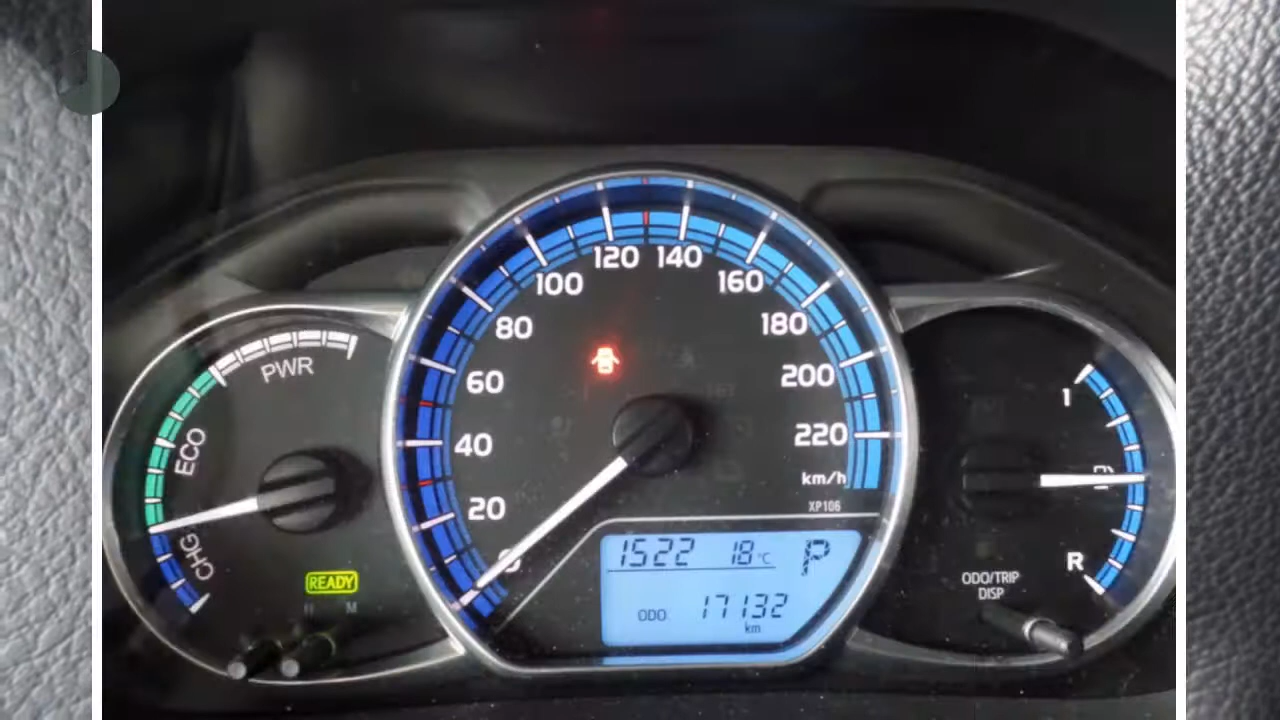 120 140
100 160
80 180
60 200
40 220
km/h
XP106
20
0
PWR
ECO
CHG
READY
1522 18°C P
ODO 17132
km
1
R
ODO/TRIP
DISP